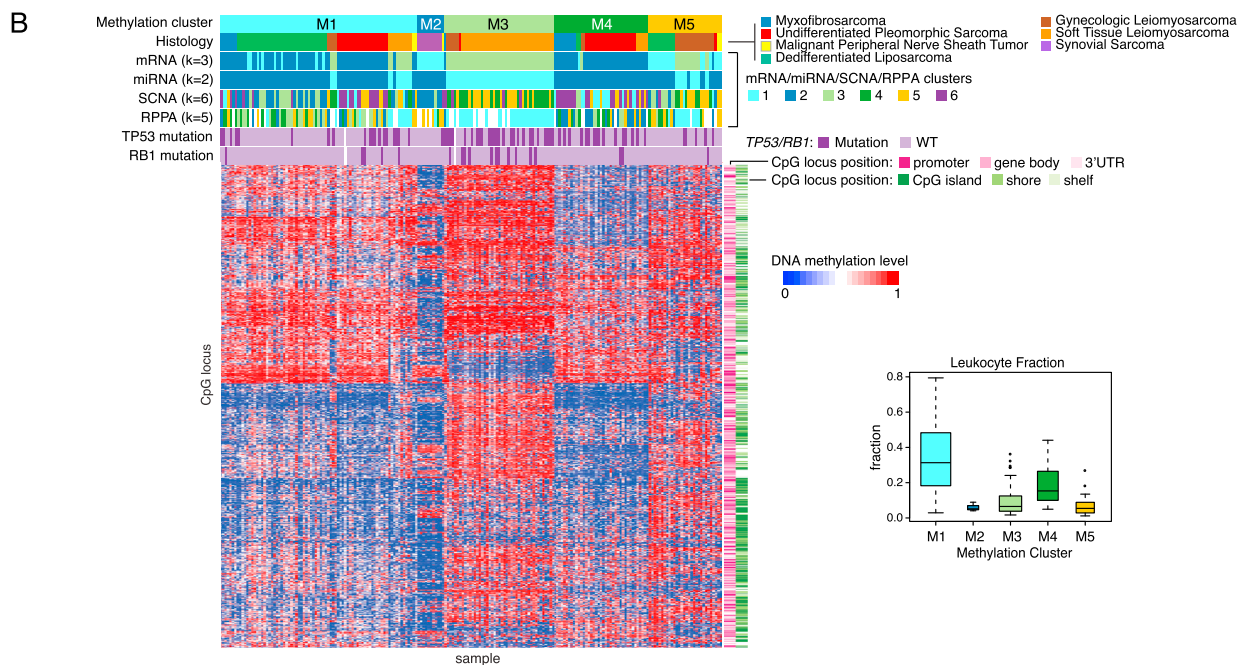 B
Methylation cluster M1 M2 M3 M4 M5
Histology
mRNA (k=3)
miRNA (k=2)
SCNA (k=6)
RPPA (k=5)
TP53 mutation
RB1 mutation
CpG locus
sample
Myxofibrosarcoma
Undifferentiated Pleomorphic Sarcoma
Malignant Peripheral Nerve Sheath Tumor
Dedifferentiated Liposarcoma
Gynecologic Leiomyosarcoma
Soft Tissue Leiomyosarcoma
Synovial Sarcoma
mRNA/miRNA/SCNA/RPPA clusters
1 2 3 4 5 6
TP53/RB1: Mutation WT
CpG locus position: promoter gene body 3'UTR
CpG locus position: CpG island shore shelf
DNA methylation level
0 1
Leukocyte Fraction
fraction
0.8
0.6
0.4
0.2
0.0
M1 M2 M3 M4 M5
Methylation Cluster